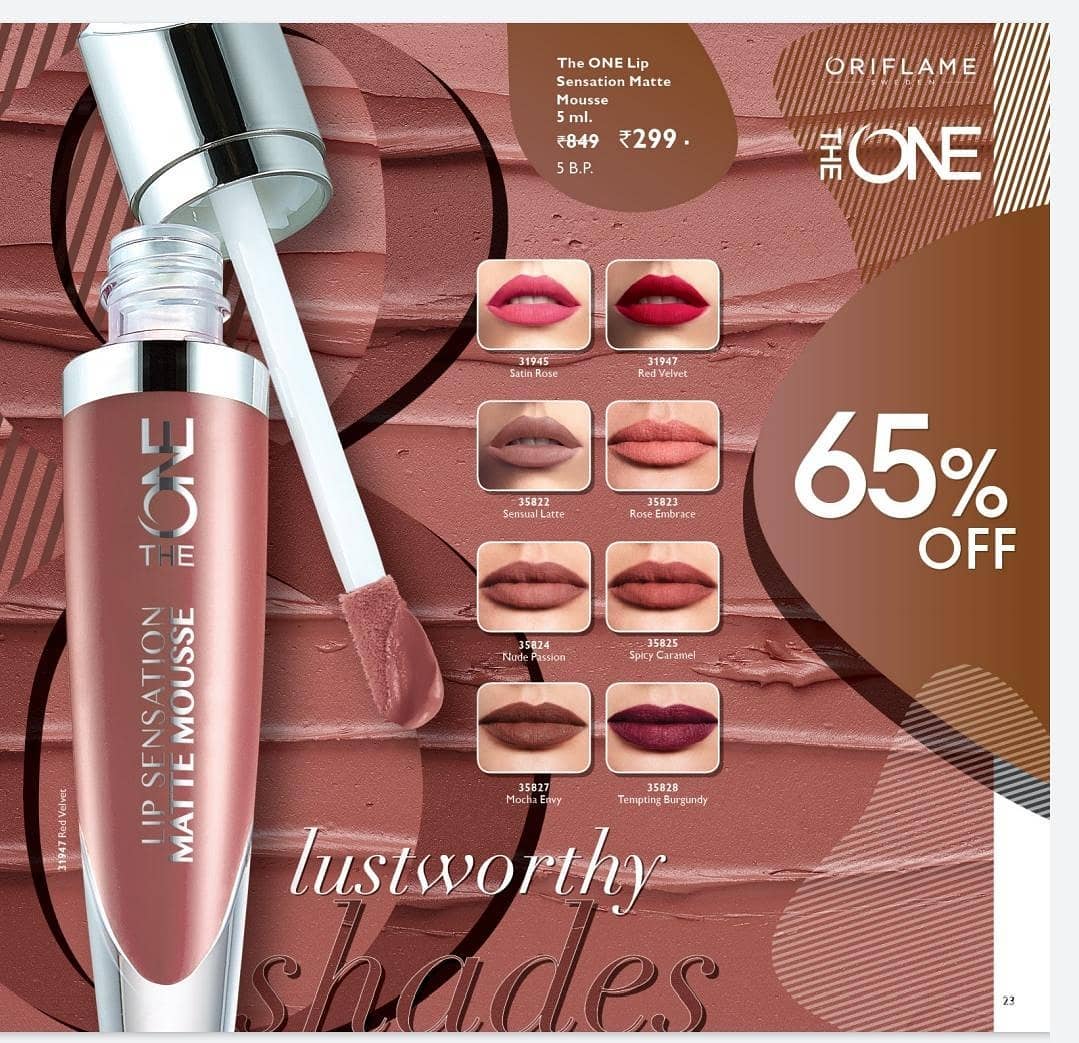 The ONE Lip
Sensation Matte
Mousse
5 ml.
₹849 ₹299.
5 B.P.
ORIFLAME
SWEDEN
THE ONE
31945
Satin Rose
31947
Red Velvet
35822
Sensual Latte
35823
Rose Embrace
35824
Nude Passion
35825
Spicy Caramel
35827
Mocha Envy
35828
Tempting Burgundy
65%
OFF
THE ONE
LIP SENSATION
MATTE MOUSSE
31947 Red Velvet
lustworthy
shades
23